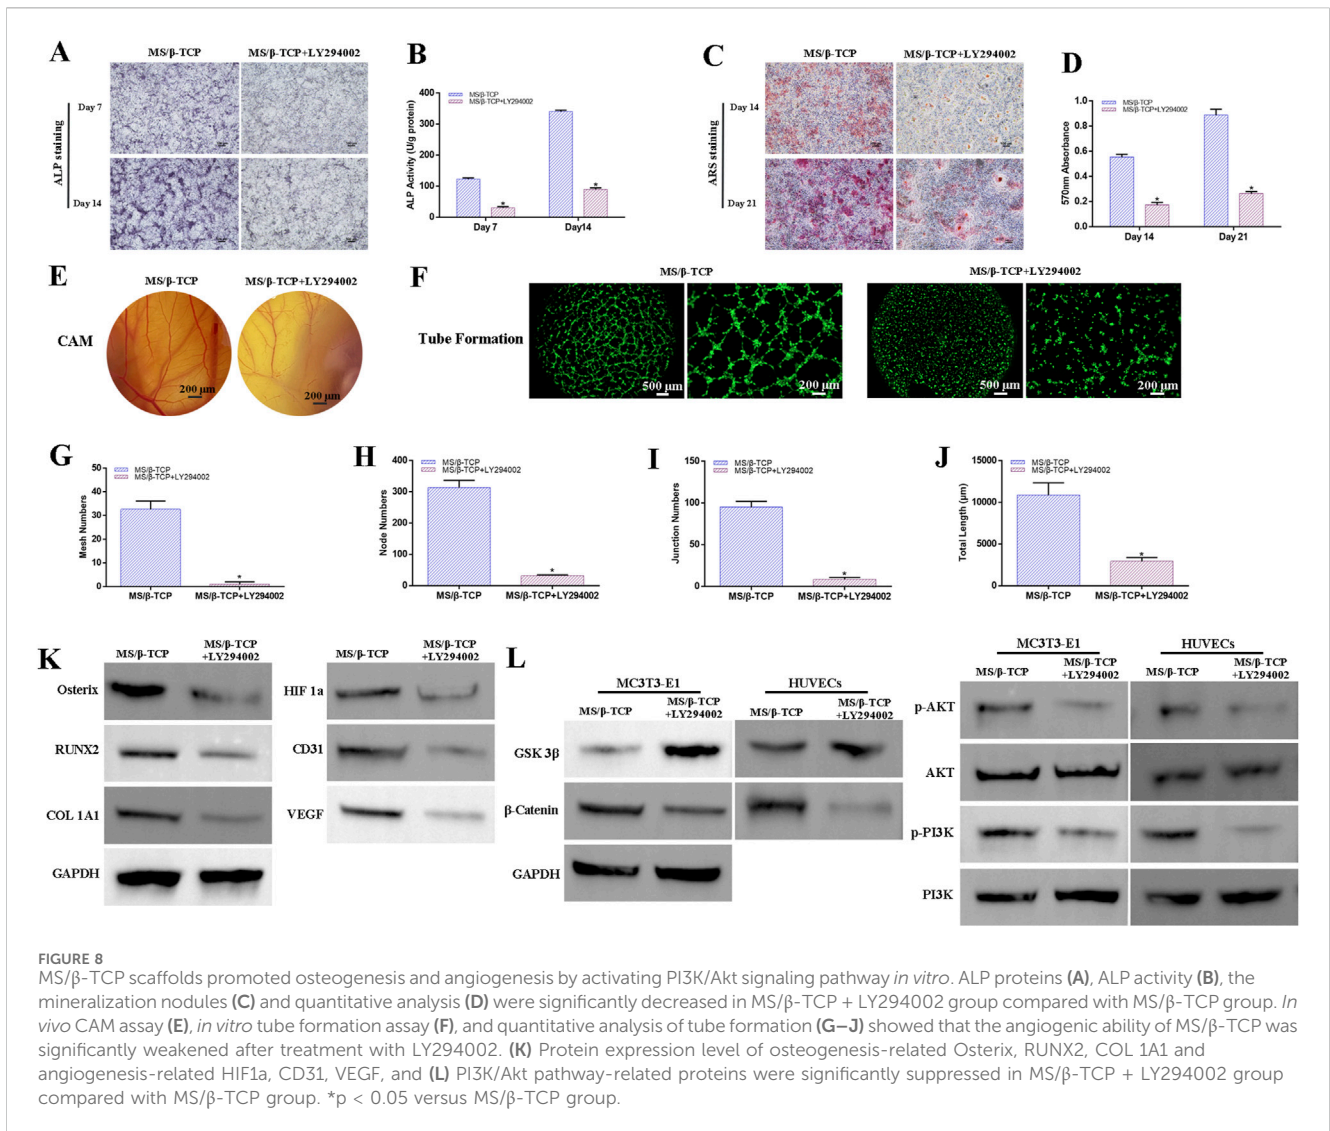 A
MS/β-TCP
MS/β-TCP+LY294002
ALP staining
Day 7
Day 14
B
MS/β-TCP
MS/β-TCP+LY294002
ALP Activity (U/g protein)
400
300
200
100
0
*
*
Day 7
Day14
C
MS/β-TCP
MS/β-TCP+LY294002
ARS staining
Day 14
Day 21
D
MS/β-TCP
MS/β-TCP+LY294002
570nm Absorbance
1.0
0.8
0.6
0.4
0.2
0.0
*
*
Day 14
Day 21
E
MS/β-TCP
MS/β-TCP+LY294002
CAM
200 μm
200 μm
F
MS/β-TCP
MS/β-TCP+LY294002
Tube Formation
500 μm
200 μm
500 μm
200 μm
G
MS/β-TCP
MS/β-TCP+LY294002
Mesh Numbers
50
40
30
20
10
0
*
MS/β-TCP
MS/β-TCP+LY294002
H
MS/β-TCP
MS/β-TCP+LY294002
Node Numbers
400
300
200
100
0
*
MS/β-TCP
MS/β-TCP+LY294002
I
MS/β-TCP
MS/β-TCP+LY294002
Junction Numbers
150
100
50
0
*
MS/β-TCP
MS/β-TCP+LY294002
J
MS/β-TCP
MS/β-TCP+LY294002
Total Length (μm)
15000
10000
5000
0
*
MS/β-TCP
MS/β-TCP+LY294002
K
MS/β-TCP
MS/β-TCP
+LY294002
Osterix
RUNX2
COL 1A1
GAPDH
MS/β-TCP
MS/β-TCP
+LY294002
HIF 1a
CD31
VEGF
L
MC3T3-E1
HUVECs
MS/β-TCP
MS/β-TCP
+LY294002
MS/β-TCP
MS/β-TCP
+LY294002
GSK 3β
β-Catenin
GAPDH
MC3T3-E1
HUVECs
MS/β-TCP
MS/β-TCP
+LY294002
MS/β-TCP
MS/β-TCP
+LY294002
p-AKT
AKT
p-PI3K
PI3K
FIGURE 8
MS/β-TCP scaffolds promoted osteogenesis and angiogenesis by activating PI3K/Akt signaling pathway in vitro. ALP proteins (A), ALP activity (B), the
mineralization nodules (C) and quantitative analysis (D) were significantly decreased in MS/β-TCP + LY294002 group compared with MS/β-TCP group. In
vivo CAM assay (E), in vitro tube formation assay (F), and quantitative analysis of tube formation (G–J) showed that the angiogenic ability of MS/β-TCP was
significantly weakened after treatment with LY294002. (K) Protein expression level of osteogenesis-related Osterix, RUNX2, COL 1A1 and
angiogenesis-related HIF1a, CD31, VEGF, and (L) PI3K/Akt pathway-related proteins were significantly suppressed in MS/β-TCP + LY294002 group
compared with MS/β-TCP group. *p < 0.05 versus MS/β-TCP group.